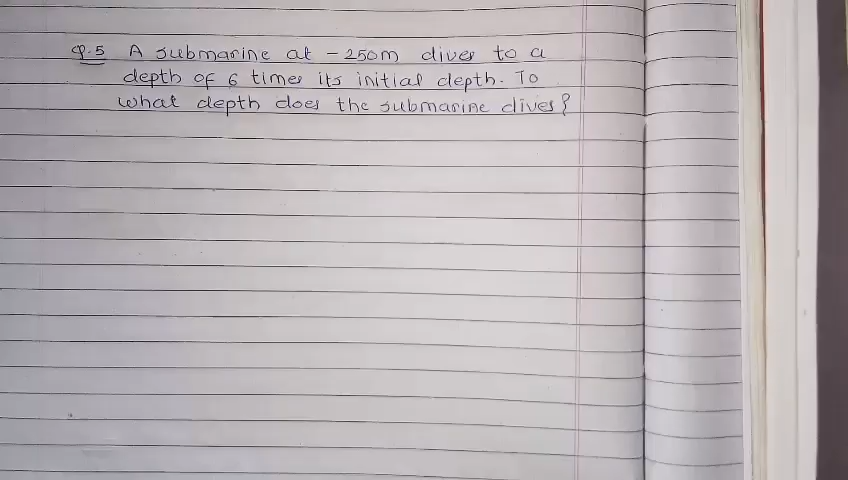 Q.5 A submarine at -250m dives to a
depth of 6 times its initial depth. To
what depth does the submarine dives?